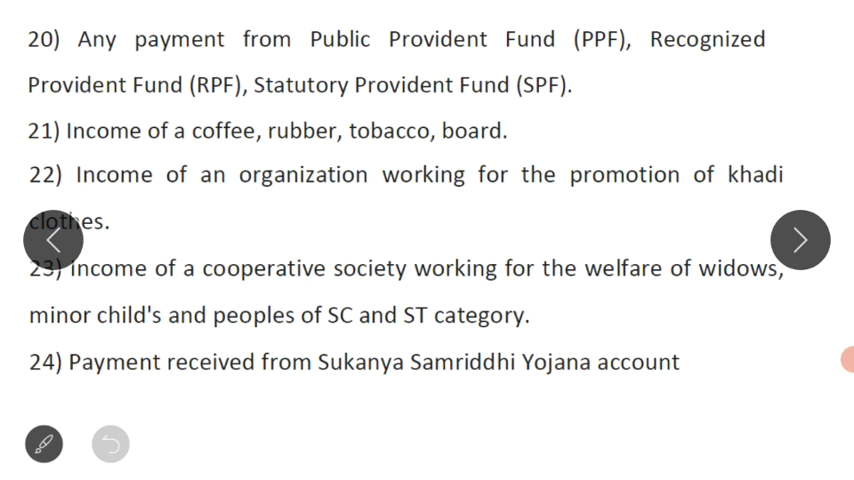 20) Any payment from Public Provident Fund (PPF), Recognized
Provident Fund (RPF), Statutory Provident Fund (SPF).
21) Income of a coffee, rubber, tobacco, board.
22) Income of an organization working for the promotion of khadi
clothes.
23) income of a cooperative society working for the welfare of widows,
minor child's and peoples of SC and ST category.
24) Payment received from Sukanya Samriddhi Yojana account